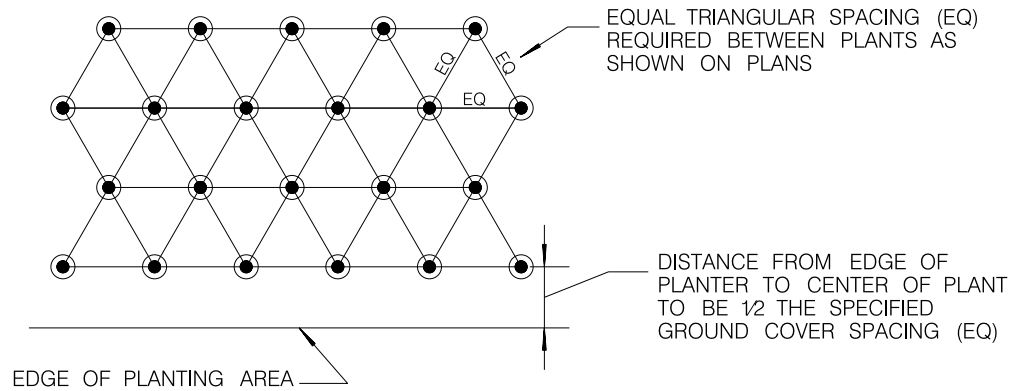 EQUAL TRIANGULAR SPACING (EQ)
REQUIRED BETWEEN PLANTS AS
SHOWN ON PLANS
EQ
EQ
EQ
DISTANCE FROM EDGE OF
PLANTER TO CENTER OF PLANT
TO BE 1/2 THE SPECIFIED
GROUND COVER SPACING (EQ)
EDGE OF PLANTING AREA